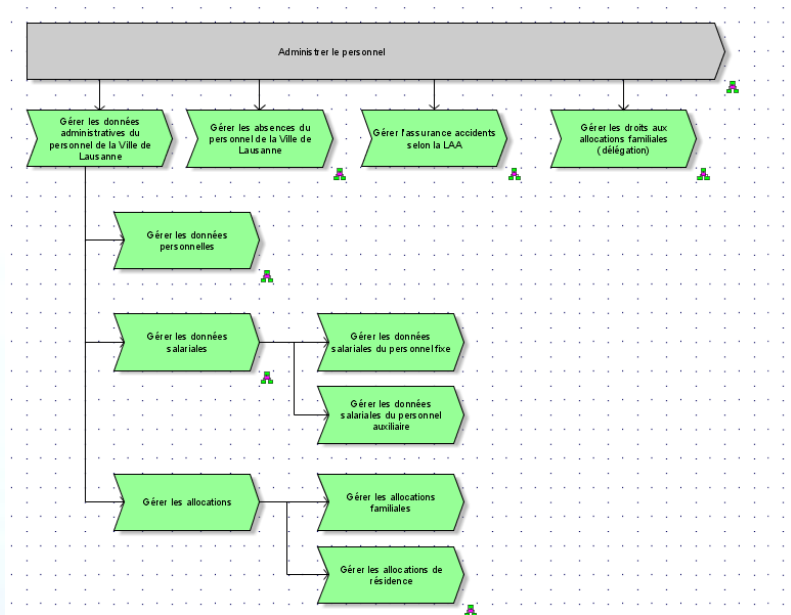 Administrer le personnel
Gérer les données
administratives du
personnel de la Ville de
Lausanne
Gérer les absences du
personnel de la Ville de
Lausanne
Gérer l'assurance accidents
selon la LAA
Gérer les droits aux
allocations familiales
(délégation)
Gérer les données
personnelles
Gérer les données
salariales
Gérer les données
salariales du personnel fixe
Gérer les données
salariales du personnel
auxiliaire
Gérer les allocations
Gérer les allocations
familiales
Gérer les allocations de
résidence